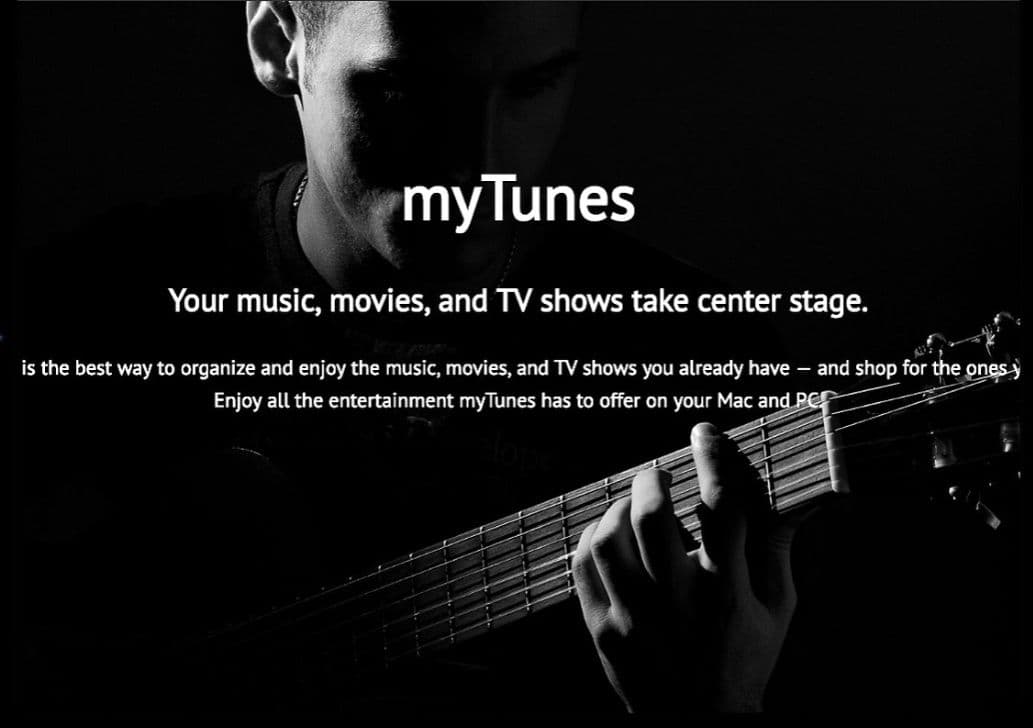 myTunes
Your music, movies, and TV shows take center stage.
is the best way to organize and enjoy the music, movies, and TV shows you already have — and shop for the ones
Enjoy all the entertainment myTunes has to offer on your Mac and PC